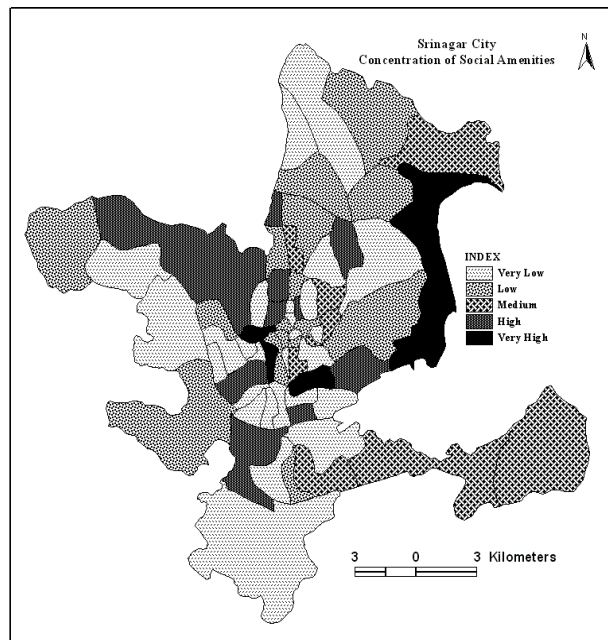 Srinagar City
Concentration of Social Amenities
N
INDEX
Very Low
Low
Medium
High
Very High
3 0 3 Kilometers